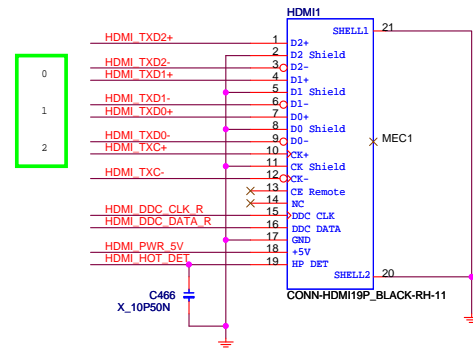 HDMI1
SHELL1 21
HDMI_TXD2+ 1 D2+
2 D2 Shield
HDMI_TXD2- 3 D2-
HDMI_TXD1+ 4 D1+
0
5 D1 Shield
HDMI_TXD1- 6 D1-
1
HDMI_TXD0+ 7 D0+
8 D0 Shield
HDMI_TXD0- 9 D0-
MEC1
2
HDMI_TXC+ 10 CK+
11 CK Shield
HDMI_TXC- 12 CK-
13 CE Remote
14 NC
HDMI_DDC_CLK_R 15 DDC CLK
HDMI_DDC_DATA_R 16 DDC DATA
17 GND
HDMI_PWR_5V 18 +5V
HDMI_HOT_DET 19 HP DET
SHELL2 20
C466
CONN-HDMI19P_BLACK-RH-11
X_10P50N